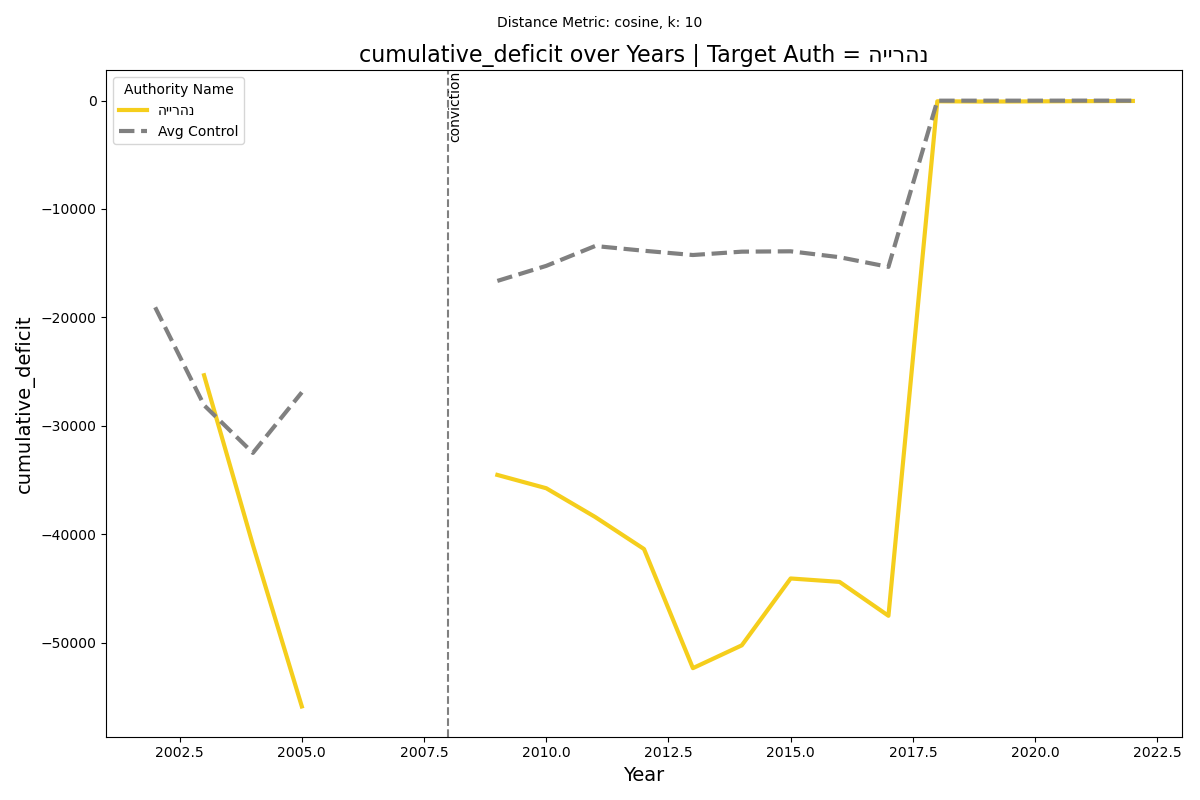 Distance Metric: cosine, k: 10
cumulative_deficit over Years | Target Auth = נהרייה
Authority Name
נהרייה
Avg Control
conviction
cumulative_deficit
0
−10000
−20000
−30000
−40000
−50000
2002.5 2005.0 2007.5 2010.0 2012.5 2015.0 2017.5 2020.0 2022.5
Year